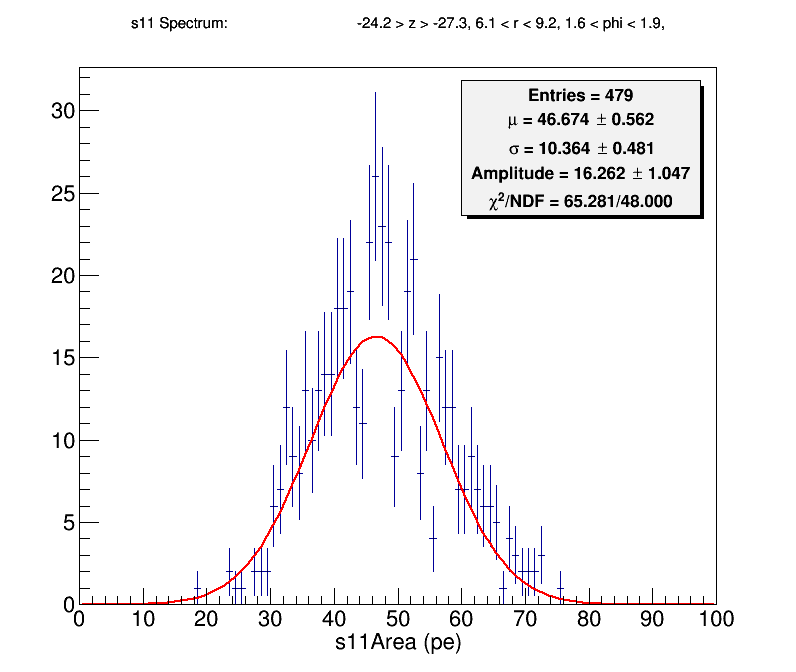 s11 Spectrum: -24.2 > z > -27.3, 6.1 < r < 9.2, 1.6 < phi < 1.9,
Entries = 479
μ = 46.674 ± 0.562
σ = 10.364 ± 0.481
Amplitude = 16.262 ± 1.047
χ²/NDF = 65.281/48.000
30
25
20
15
10
5
0
0 10 20 30 40 50 60 70 80 90 100
s11Area (pe)